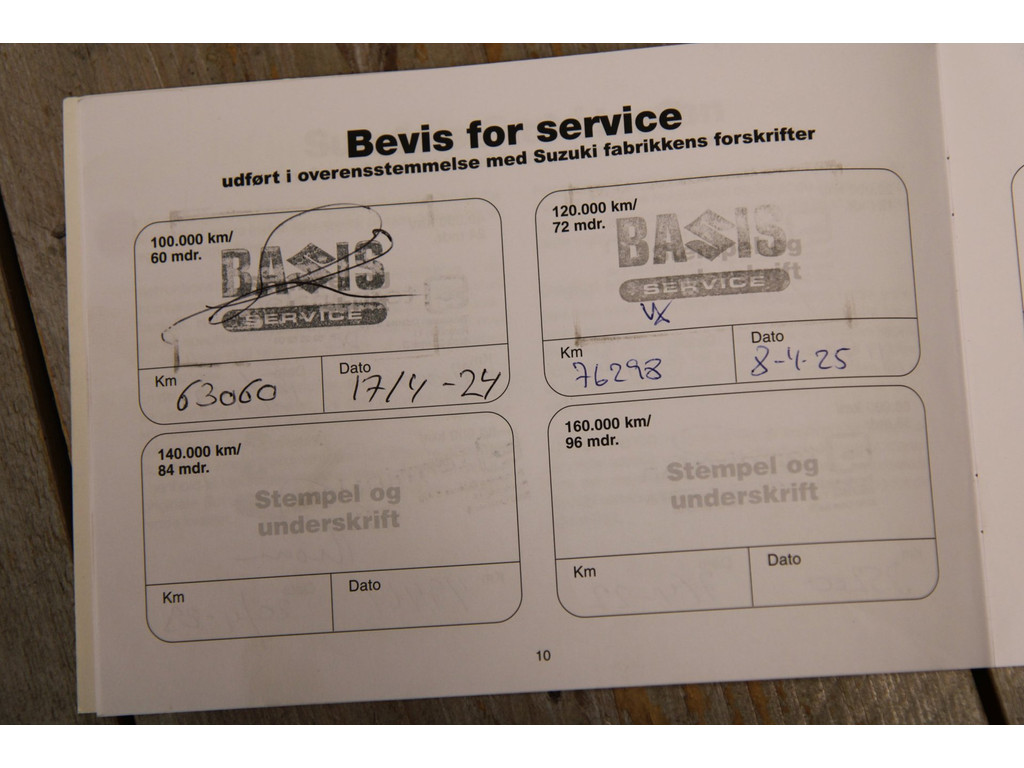 Bevis for service
udført i overensstemmelse med Suzuki fabrikkens forskrifter
100.000 km/
60 mdr.
BASIS
SERVICE
Km
63060
Dato
17/4-24
120.000 km/
72 mdr.
BASIS
SERVICE
Km
76298
Dato
8-4-25
140.000 km/
84 mdr.
Stempel og
underskrift
Km
Dato
160.000 km/
96 mdr.
Stempel og
underskrift
Km
Dato
10